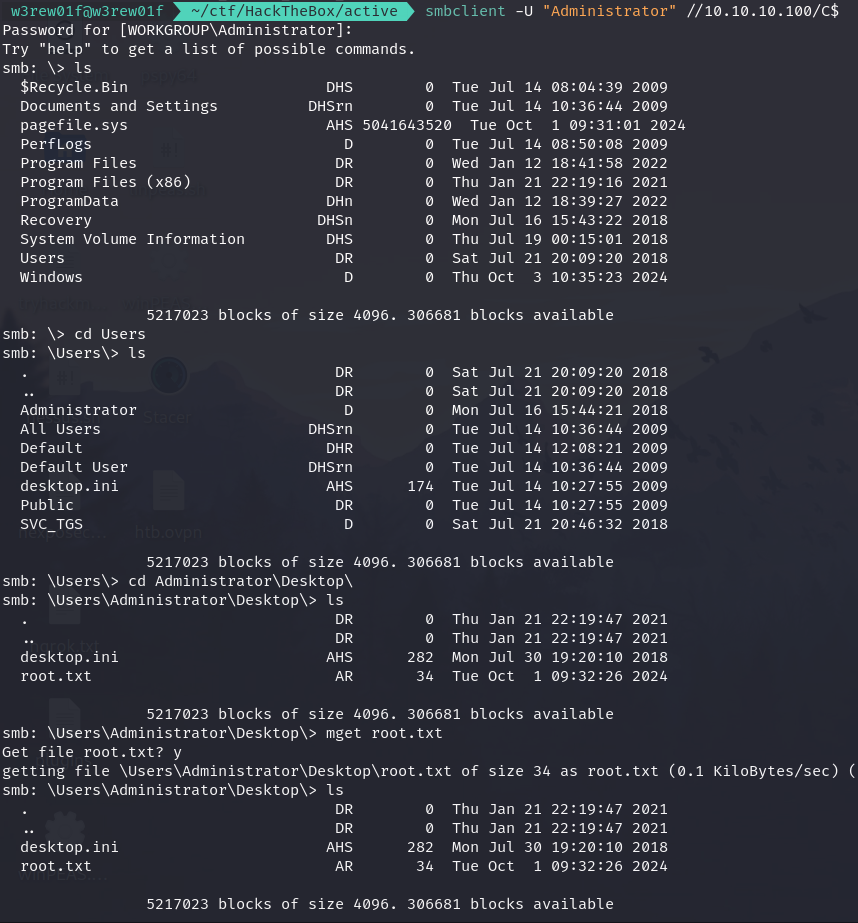 w3rew01f@w3rew01f ~/ctf/HackTheBox/active smbclient -U "Administrator" //10.10.10.100/C$
Password for [WORKGROUP\Administrator]:
Try "help" to get a list of possible commands.
smb: \> ls
  $Recycle.Bin                      DHS        0  Tue Jul 14 08:04:39 2009
  Documents and Settings          DHSrn        0  Tue Jul 14 10:36:44 2009
  pagefile.sys                      AHS 5041643520  Tue Oct  1 09:31:01 2024
  PerfLogs                            D        0  Tue Jul 14 08:50:08 2009
  Program Files                      DR        0  Wed Jan 12 18:41:58 2022
  Program Files (x86)                DR        0  Thu Jan 21 22:19:16 2021
  ProgramData                       DHn        0  Wed Jan 12 18:39:27 2022
  Recovery                         DHSn        0  Mon Jul 16 15:43:22 2018
  System Volume Information         DHS        0  Thu Jul 19 00:15:01 2018
  Users                              DR        0  Sat Jul 21 20:09:20 2018
  Windows                             D        0  Thu Oct  3 10:35:23 2024
                5217023 blocks of size 4096. 306681 blocks available
smb: \> cd Users
smb: \Users\> ls
  .                                  DR        0  Sat Jul 21 20:09:20 2018
  ..                                 DR        0  Sat Jul 21 20:09:20 2018
  Administrator                       D        0  Mon Jul 16 15:44:21 2018
  All Users                       DHSrn        0  Tue Jul 14 10:36:44 2009
  Default                           DHR        0  Tue Jul 14 12:08:21 2009
  Default User                    DHSrn        0  Tue Jul 14 10:36:44 2009
  desktop.ini                       AHS      174  Tue Jul 14 10:27:55 2009
  Public                             DR        0  Tue Jul 14 10:27:55 2009
  SVC_TGS                             D        0  Sat Jul 21 20:46:32 2018
                5217023 blocks of size 4096. 306681 blocks available
smb: \Users\> cd Administrator\Desktop\
smb: \Users\Administrator\Desktop\> ls
  .                                  DR        0  Thu Jan 21 22:19:47 2021
  ..                                 DR        0  Thu Jan 21 22:19:47 2021
  desktop.ini                       AHS      282  Mon Jul 30 19:20:10 2018
  root.txt                           AR       34  Tue Oct  1 09:32:26 2024
                5217023 blocks of size 4096. 306681 blocks available
smb: \Users\Administrator\Desktop\> mget root.txt
Get file root.txt? y
getting file \Users\Administrator\Desktop\root.txt of size 34 as root.txt (0.1 KiloBytes/sec) (
smb: \Users\Administrator\Desktop\> ls
  .                                  DR        0  Thu Jan 21 22:19:47 2021
  ..                                 DR        0  Thu Jan 21 22:19:47 2021
  desktop.ini                       AHS      282  Mon Jul 30 19:20:10 2018
  root.txt                           AR       34  Tue Oct  1 09:32:26 2024
                5217023 blocks of size 4096. 306681 blocks available
Stacer
htb.ovpn